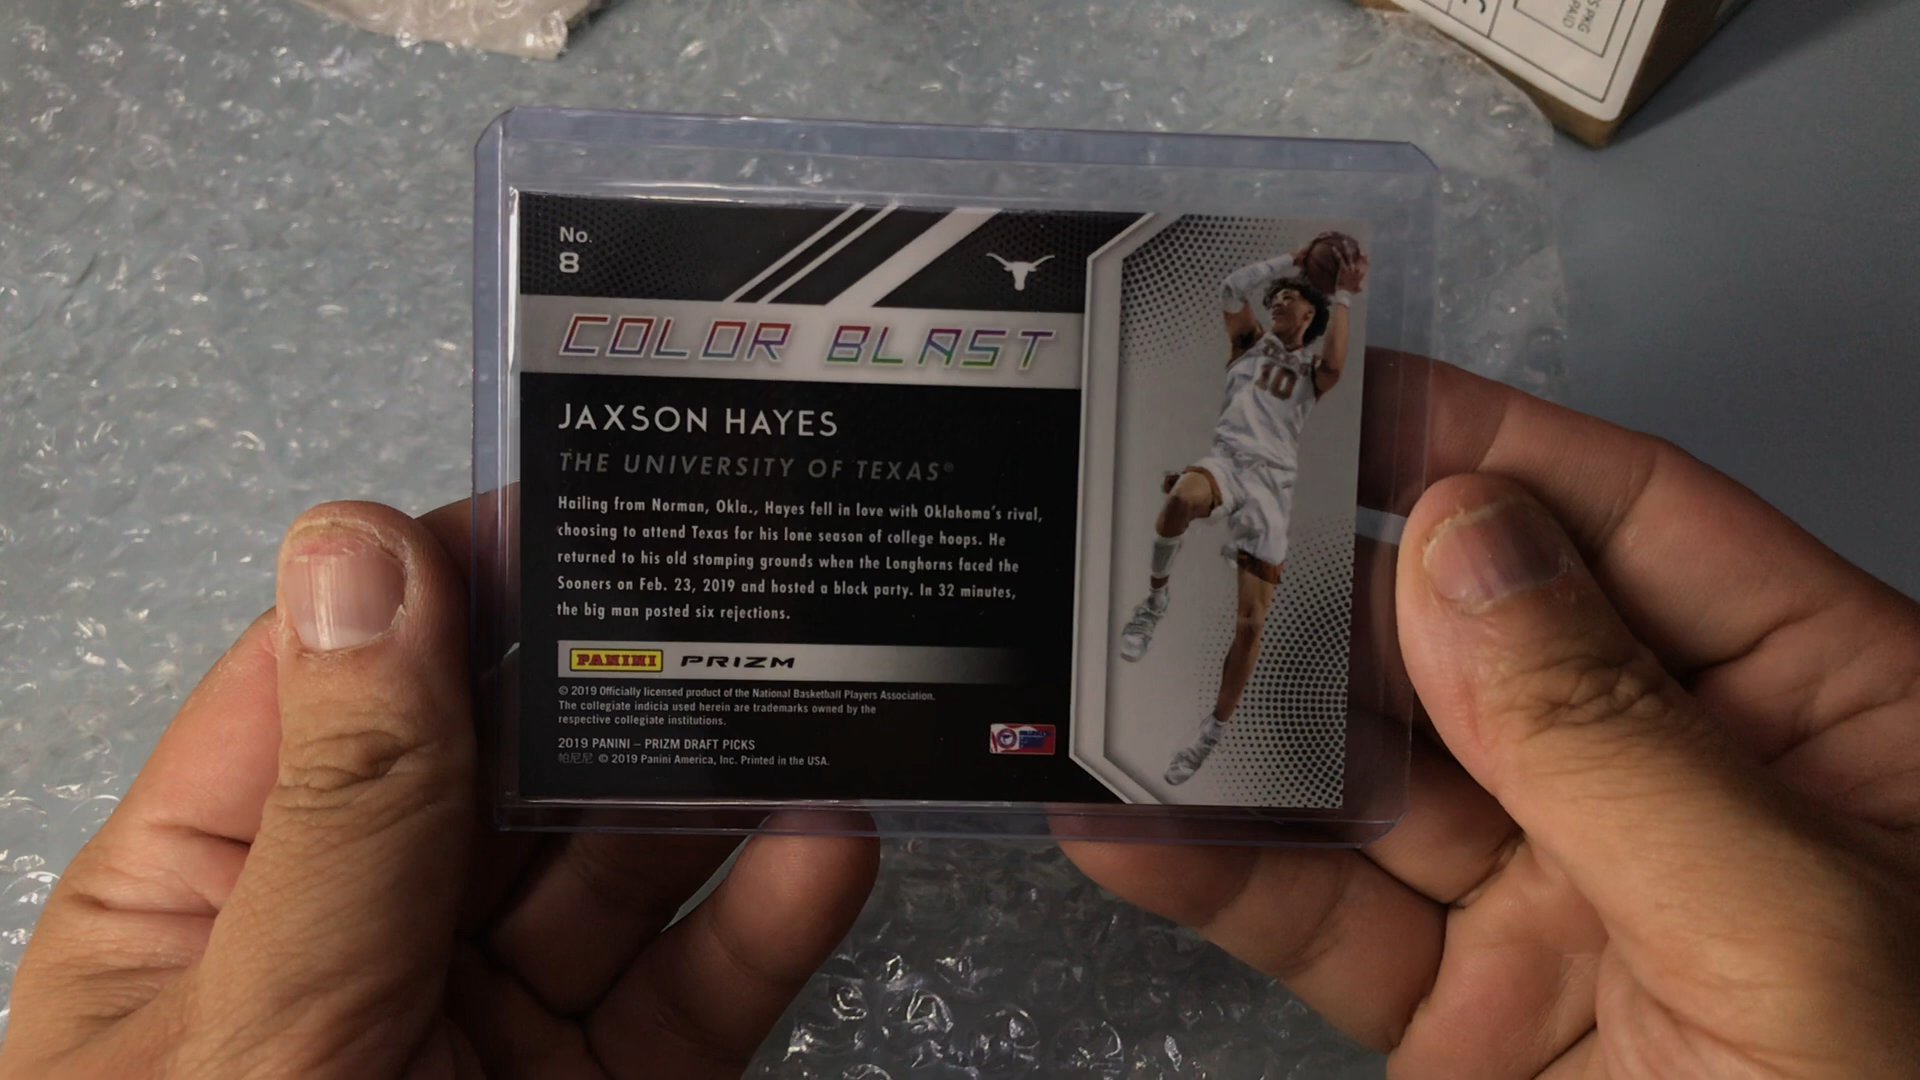 No.
8
COLOR BLAST
JAXSON HAYES
THE UNIVERSITY OF TEXAS®
Hailing from Norman, Okla., Hayes fell in love with Oklahoma's rival,
choosing to attend Texas for his lone season of college hoops. He
returned to his old stomping grounds when the Longhorns faced the
Sooners on Feb. 23, 2019 and hosted a block party. In 32 minutes,
the big man posted six rejections.
PANINI PRIZM
© 2019 Officially licensed product of the National Basketball Players Association.
The collegiate indicia used herein are trademarks owned by the
respective collegiate institutions.
2019 PANINI – PRIZM DRAFT PICKS
帕尼尼 © 2019 Panini America, Inc. Printed in the USA.
10
PKG
PAID